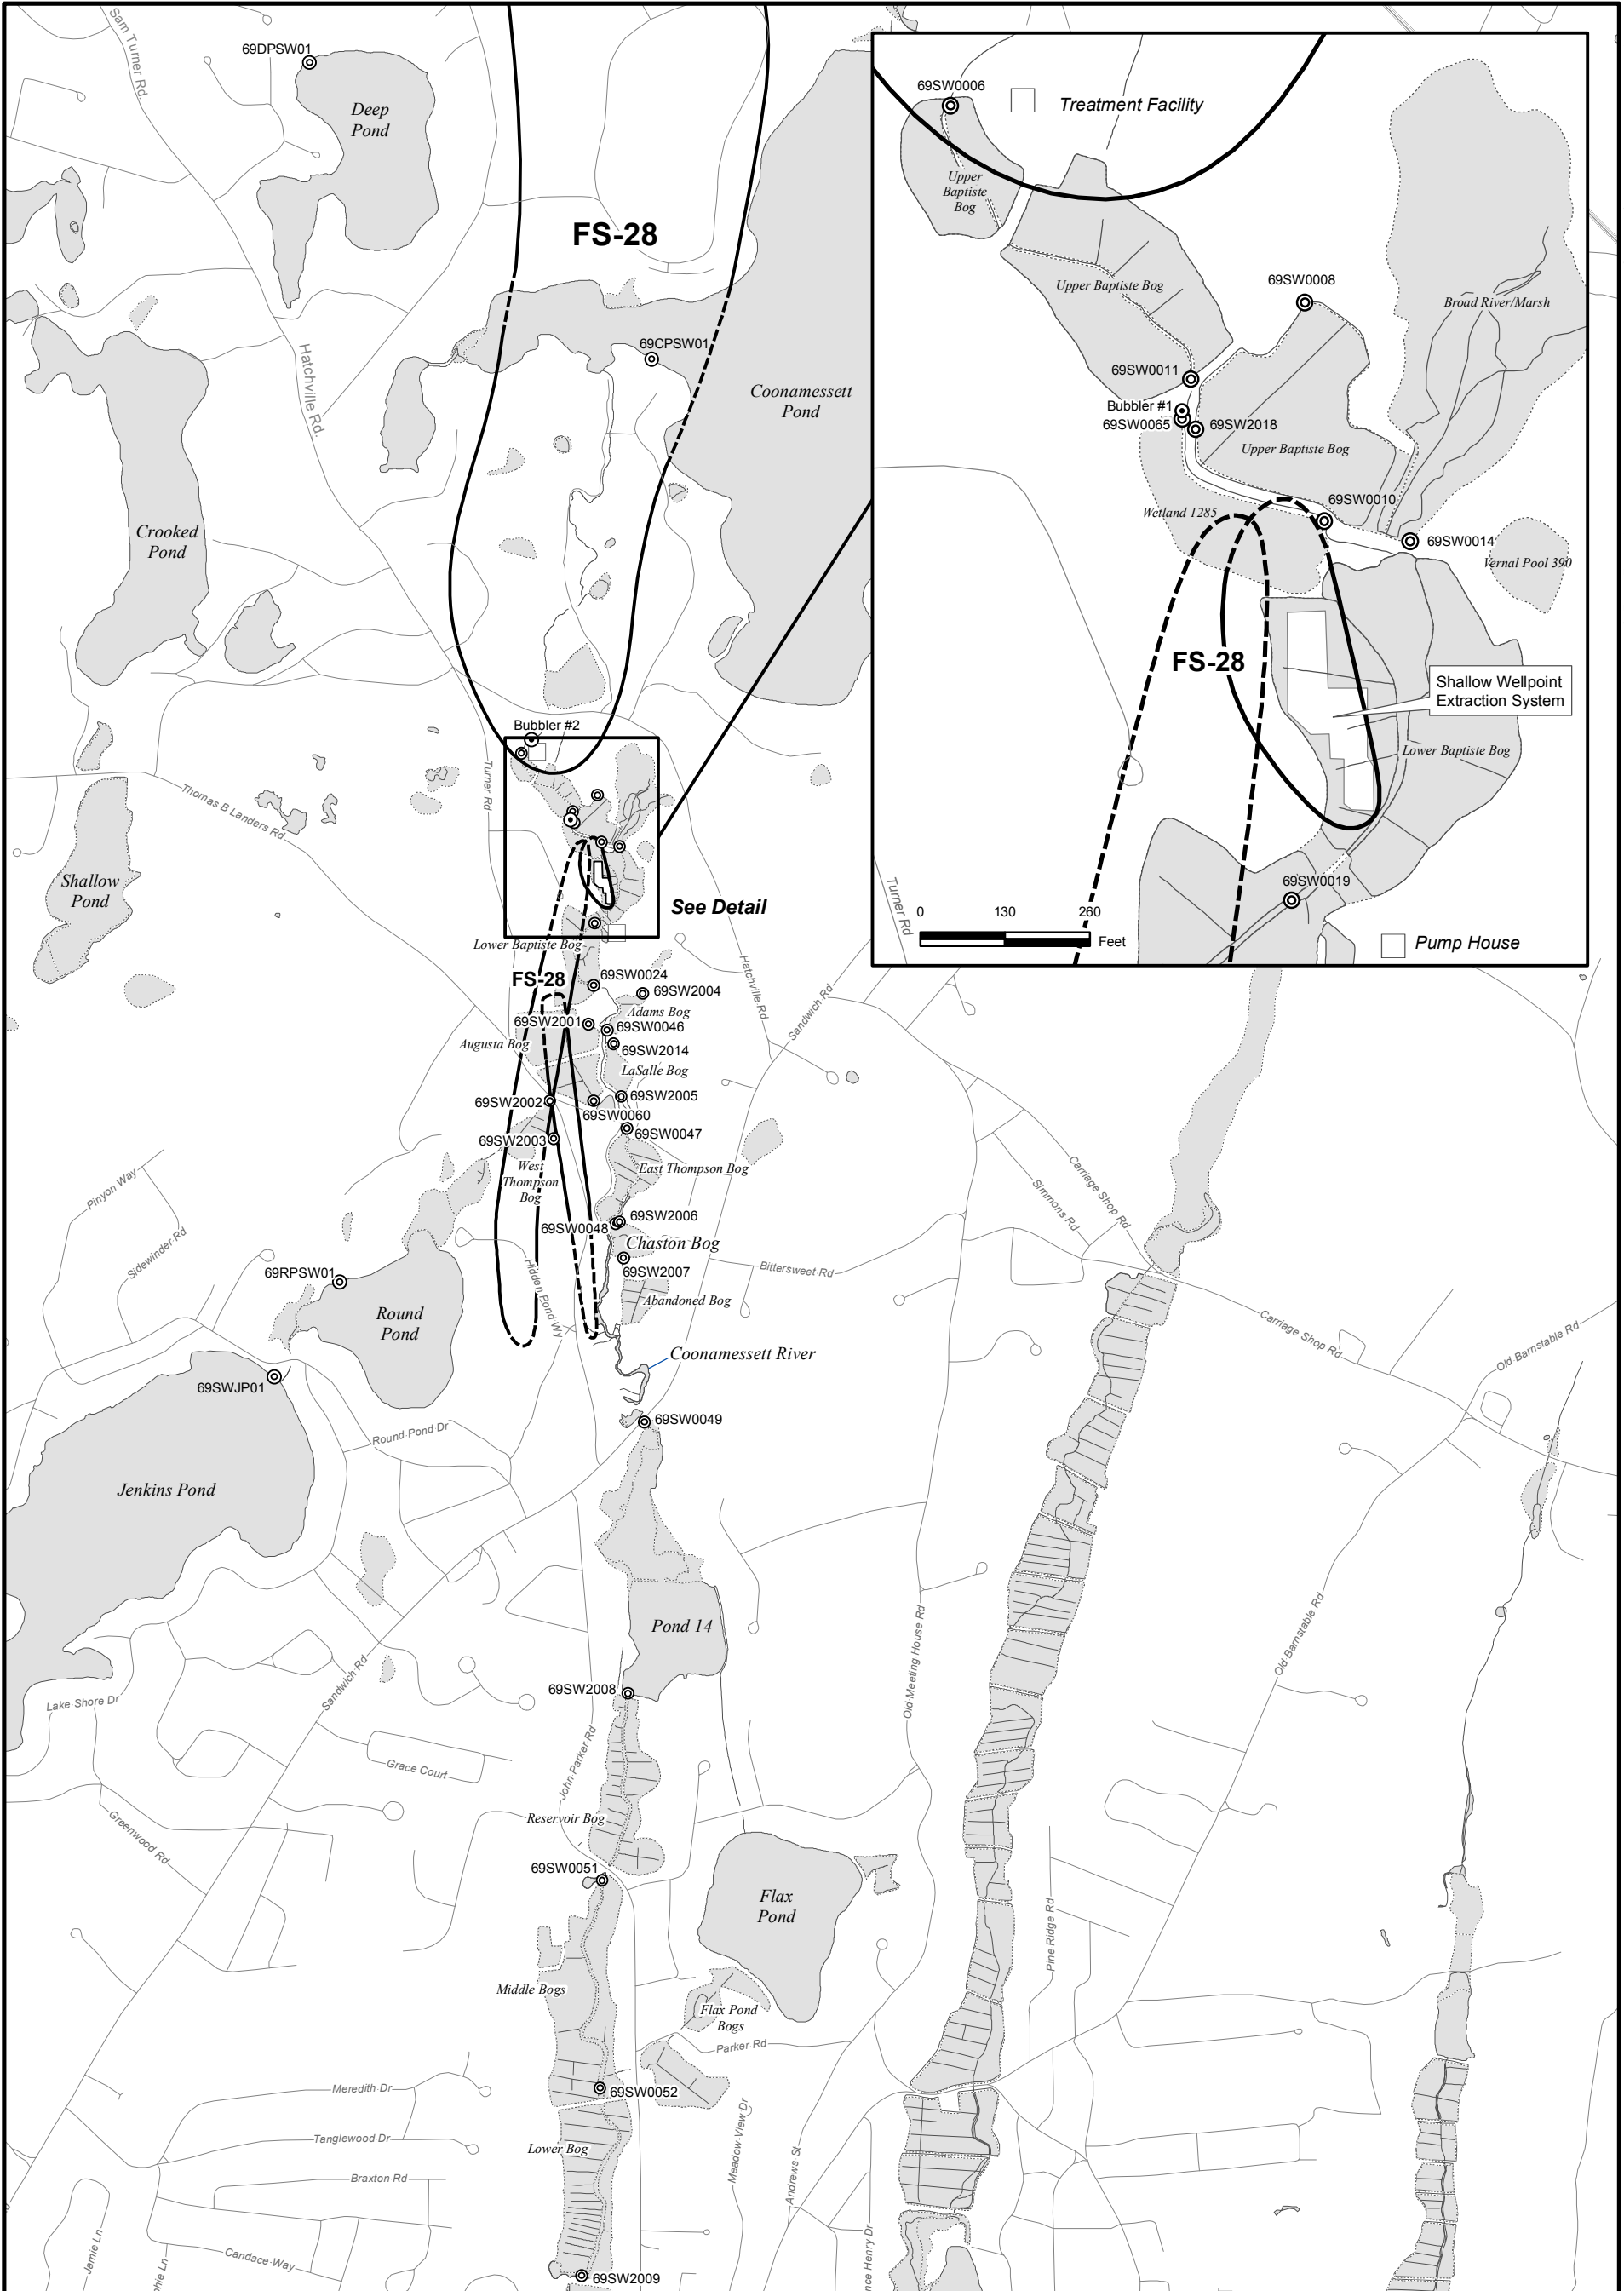 Sam Turner Rd.
69DPSW01
Deep
Pond
FS-28
Hatchville Rd.
69CPSW01
Coonamessett
Pond
Crooked
Pond
Bubbler #2
Turner Rd
Thomas B Landers Rd
Shallow
Pond
See Detail
Lower Baptiste Bog
FS-28
69SW0024
69SW2004
Adams Bog
69SW2001
69SW0046
Augusta Bog
69SW2014
LaSalle Bog
69SW2002
69SW2005
69SW0060
69SW0047
69SW2003
West
Thompson
Bog
East Thompson Bog
69SW2006
69SW0048
Chaston Bog
69SW2007
Abandoned Bog
Hatchville Rd
Sandwich Rd
Bittersweet Rd
Hidden Pond Wy
Pinyon Way
Sidewinder Rd
69RPSW01
Round
Pond
Coonamessett River
69SWJP01
69SW0049
Round Pond Dr
Jenkins Pond
Pond 14
69SW2008
Lake Shore Dr
Sandwich Rd
Grace Court
John Parker Rd
Greenwood Rd
Reservoir Bog
69SW0051
Flax
Pond
Middle Bogs
Flax Pond
Bogs
Parker Rd
69SW0052
Meredith Dr
Tanglewood Dr
Braxton Rd
Lower Bog
Meadow View Dr
Andrews St
Jamie Ln
hie Ln
Candace Way
69SW2009
nce Henry Dr
Simmons Rd
Carriage Shop Rd
Carriage Shop Rd
Old Barnstable Rd
Old Meeting House Rd
Old Barnstable Rd
Pine Ridge Rd
69SW0006
Treatment Facility
Upper
Baptiste
Bog
Upper Baptiste Bog
69SW0008
Broad River/Marsh
69SW0011
Bubbler #1
69SW0065
69SW2018
Upper Baptiste Bog
69SW0010
Wetland 1285
69SW0014
Vernal Pool 390
FS-28
Shallow Wellpoint
Extraction System
Lower Baptiste Bog
69SW0019
Turner Rd
0 130 260
Feet
Pump House